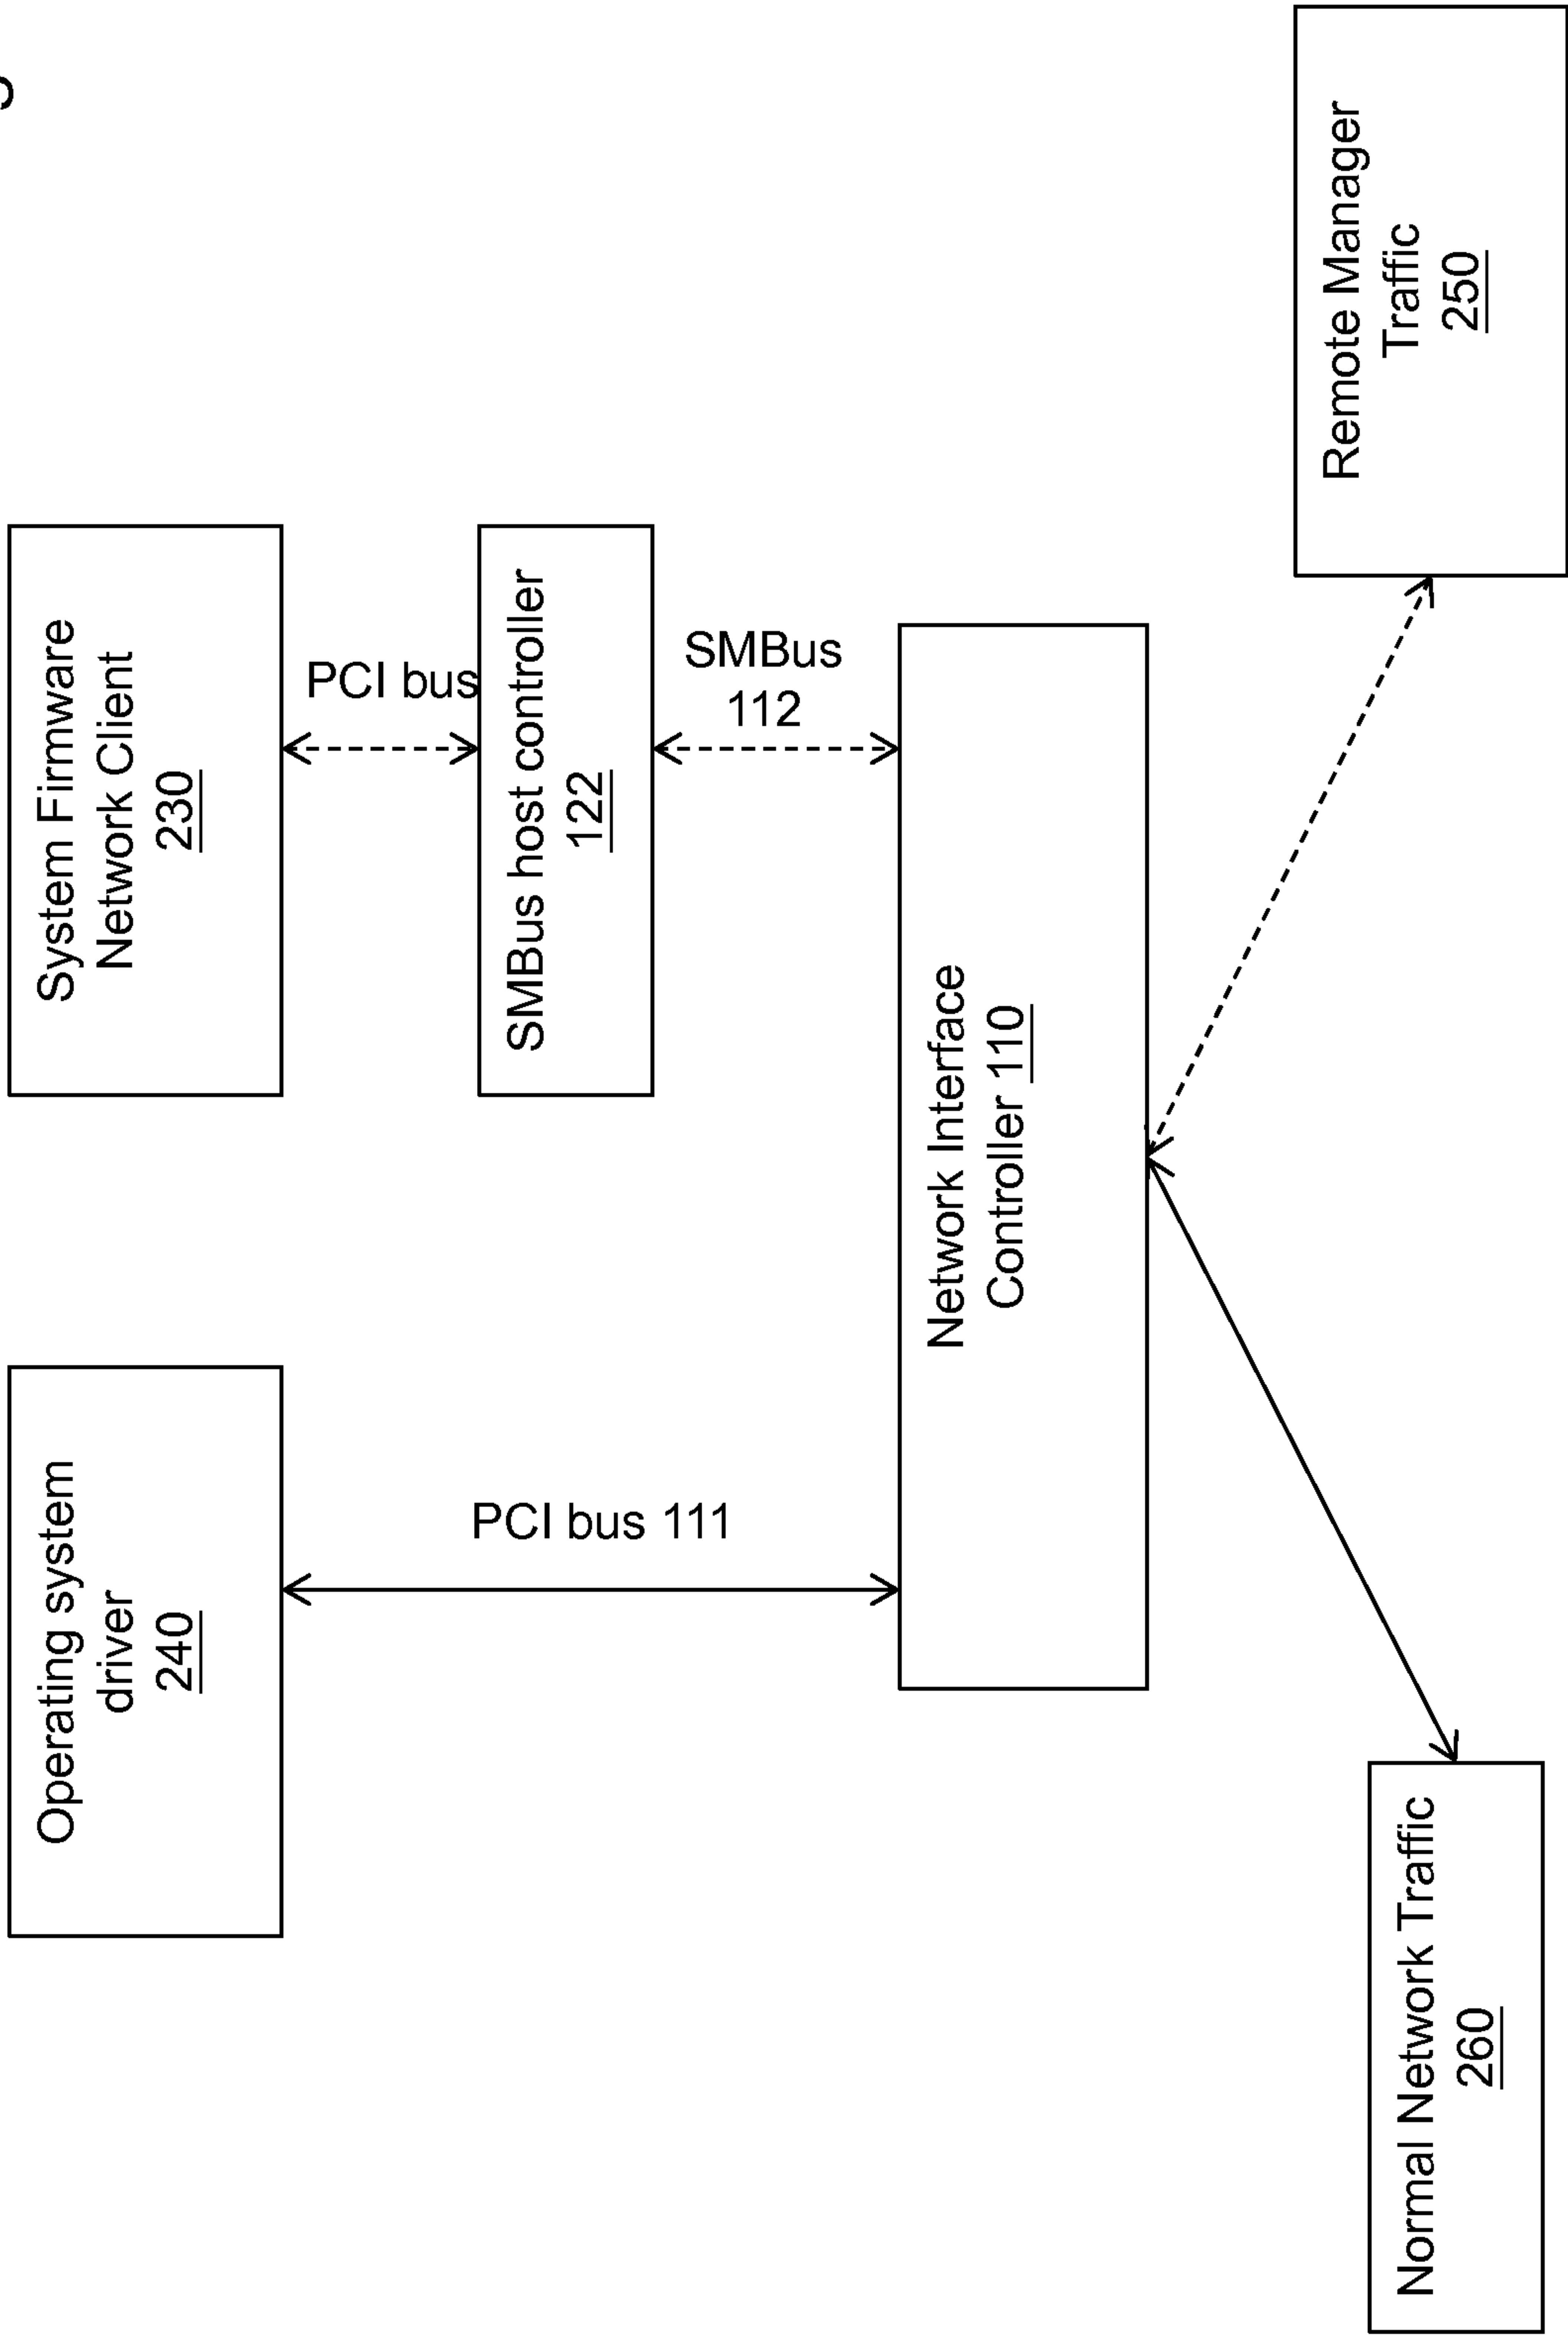 System Firmware
Network Client
230
PCI bus
SMBus host controller
122
SMBus
112
Remote Manager
Traffic
250
Network Interface
Controller 110
Operating system
driver
240
PCI bus 111
Normal Network Traffic
260